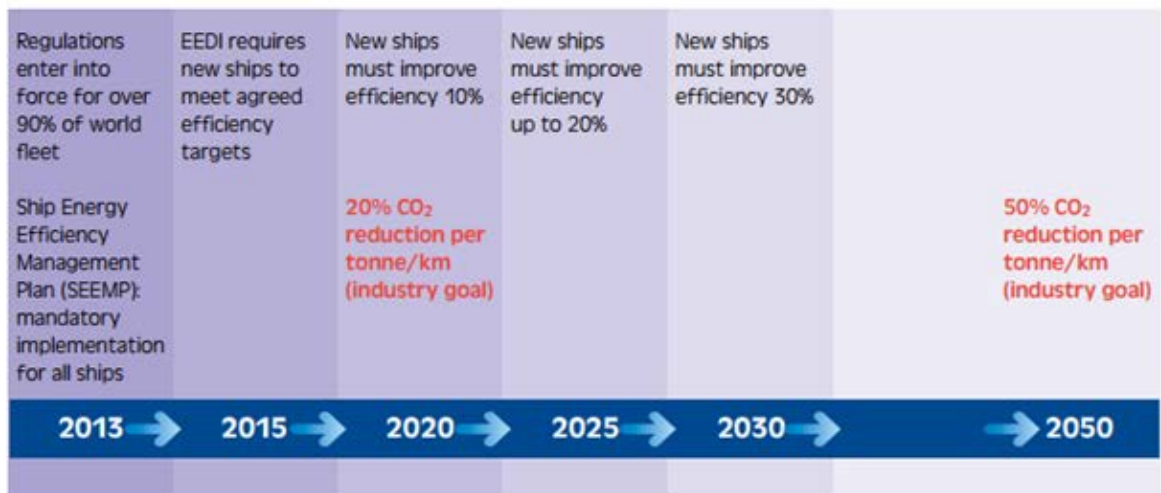 Regulations
enter into
force for over
90% of world
fleet
Ship Energy
Efficiency
Management
Plan (SEEMP):
mandatory
implementation
for all ships
EEDI requires
new ships to
meet agreed
efficiency
targets
New ships
must improve
efficiency 10%
20% CO₂
reduction per
tonne/km
(industry goal)
New ships
must improve
efficiency
up to 20%
New ships
must improve
efficiency 30%
50% CO₂
reduction per
tonne/km
(industry goal)
2013 2015 2020 2025 2030 2050